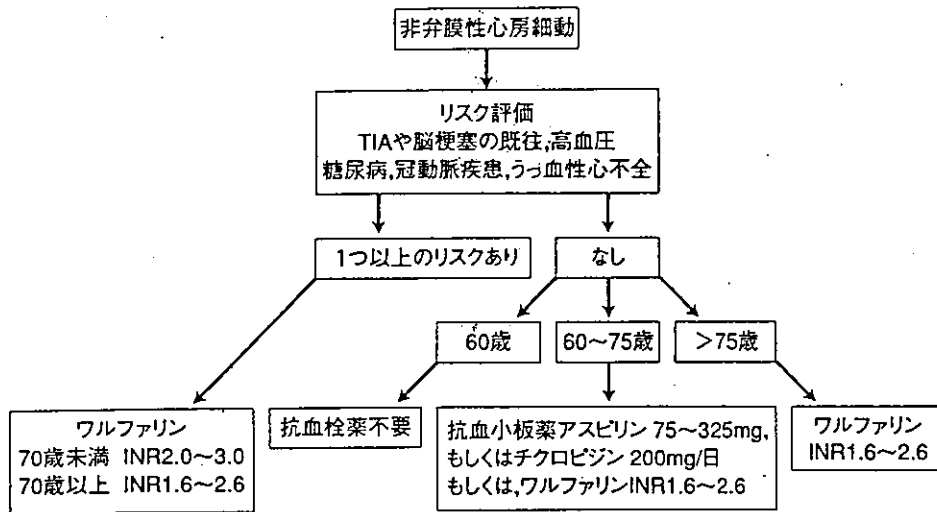 非弁膜性心房細動
リスク評価
TIAや脳梗塞の既往,高血圧
糖尿病,冠動脈疾患,うっ血性心不全
1つ以上のリスクあり
なし
60歳
60～75歳
＞75歳
ワルファリン
70歳未満 INR2.0～3.0
70歳以上 INR1.6～2.6
抗血栓薬不要
抗血小板薬アスピリン 75～325mg,
もしくはチクロピジン 200mg/日
もしくは,ワルファリンINR1.6～2.6
ワルファリン
INR1.6～2.6